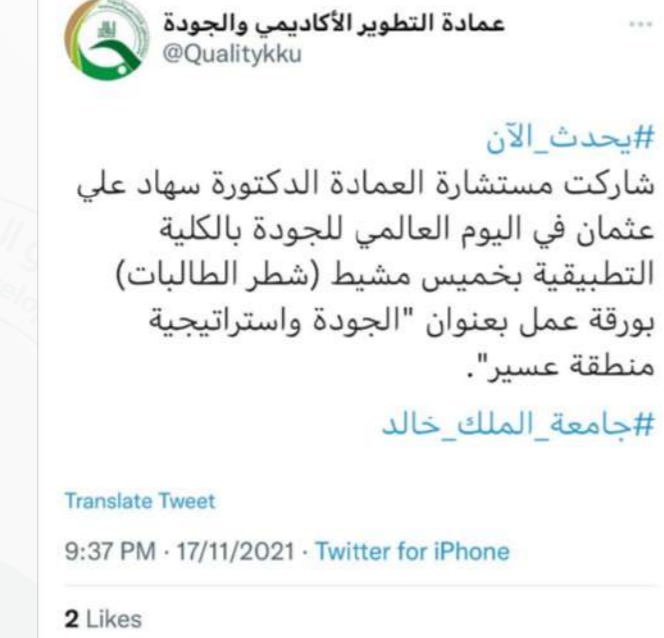 عمادة التطوير الأكاديمي والجودة
@Qualitykku
#يحدث_الآن
شاركت مستشارة العمادة الدكتورة سهاد علي
عثمان في اليوم العالمي للجودة بالكلية
التطبيقية بخميس مشيط (شطر الطالبات)
بورقة عمل بعنوان "الجودة واستراتيجية
منطقة عسير".
#جامعة_الملك_خالد
Translate Tweet
9:37 PM · 17/11/2021 · Twitter for iPhone
2 Likes